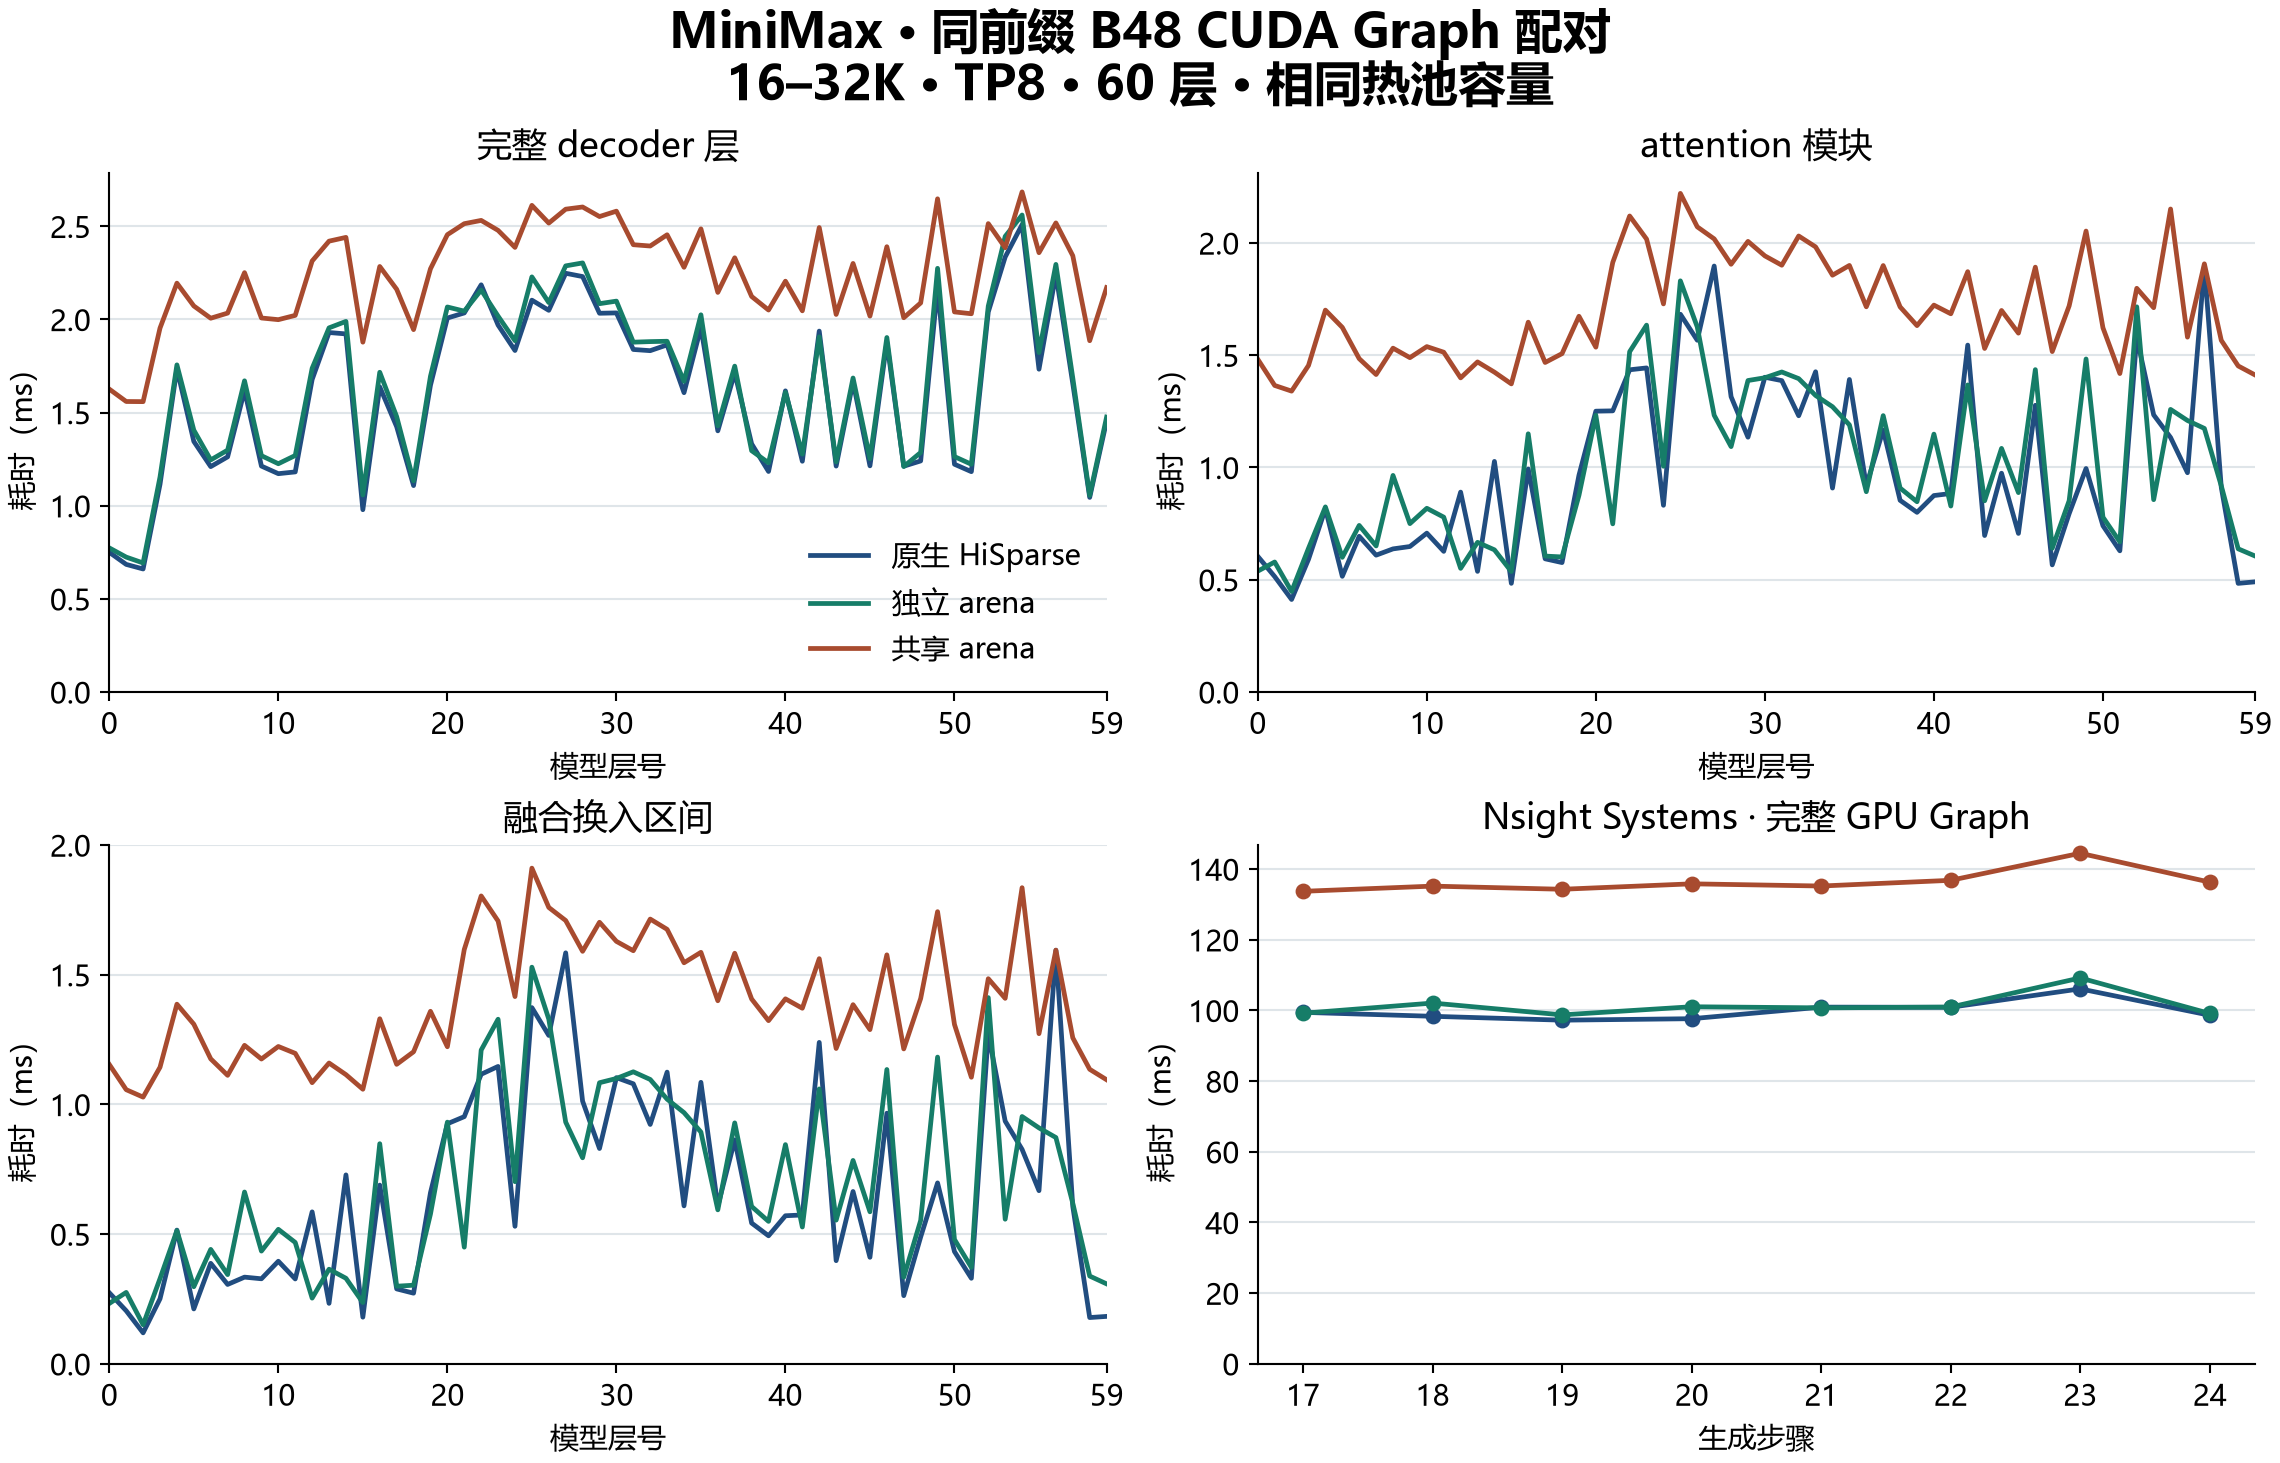 MiniMax • 同前缀 B48 CUDA Graph 配对
16–32K • TP8 • 60 层 • 相同热池容量
完整 decoder 层
耗时（ms）
2.5
2.0
1.5
1.0
0.5
0.0
原生 HiSparse
独立 arena
共享 arena
0 10 20 30 40 50 59
模型层号
attention 模块
耗时（ms）
2.0
1.5
1.0
0.5
0.0
0 10 20 30 40 50 59
模型层号
融合换入区间
耗时（ms）
2.0
1.5
1.0
0.5
0.0
0 10 20 30 40 50 59
模型层号
Nsight Systems · 完整 GPU Graph
耗时（ms）
140
120
100
80
60
40
20
0
17 18 19 20 21 22 23 24
生成步骤